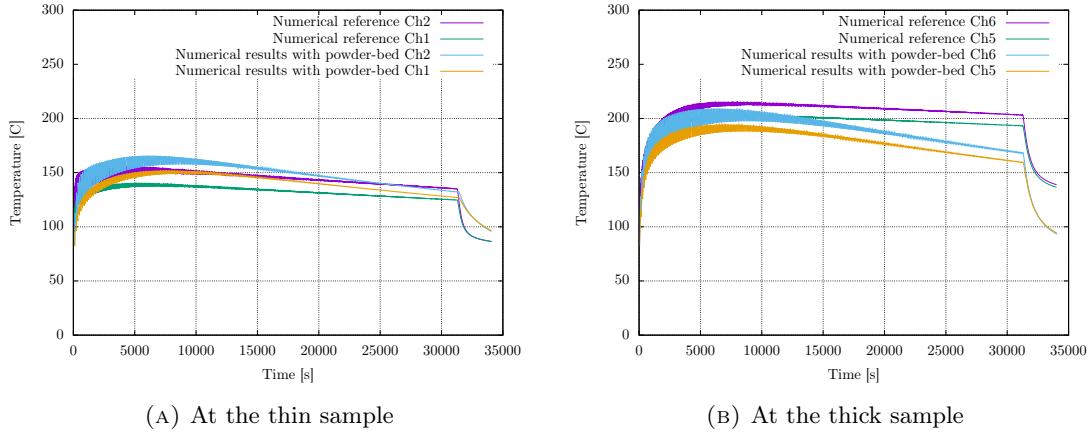 300
250
200
150
100
50
0
Temperature [C]
Numerical reference Ch2
Numerical reference Ch1
Numerical results with powder-bed Ch2
Numerical results with powder-bed Ch1
0 5000 10000 15000 20000 25000 30000 35000
Time [s]
(A) At the thin sample
300
250
200
150
100
50
0
Temperature [C]
Numerical reference Ch6
Numerical reference Ch5
Numerical results with powder-bed Ch6
Numerical results with powder-bed Ch5
0 5000 10000 15000 20000 25000 30000 35000
Time [s]
(B) At the thick sample